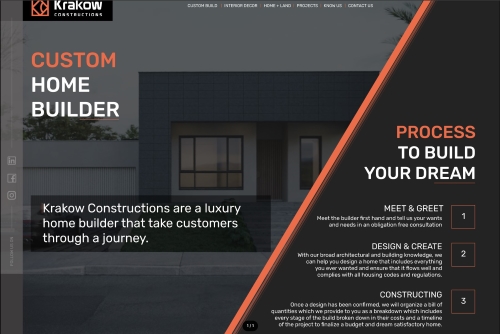 Krakow
CONSTRUCTIONS
CUSTOM BUILD INTERIOR DECOR HOME + LAND PROJECTS KNOW US CONTACT US
CUSTOM
HOME
BUILDER
Krakow Constructions are a luxury
home builder that take customers
through a journey.
PROCESS
TO BUILD
YOUR DREAM
MEET & GREET
Meet the builder first hand and tell us your wants
and needs in an obligation free consultation
1
DESIGN & CREATE
With our broad architectural and building knowledge, we
can help you design a home that includes everything
you ever wanted and ensure that it flows well and
complies with all housing codes and regulations.
2
CONSTRUCTING
Once a design has been confirmed, we will organize a bill of
quantities which we provide to you as a breakdown which includes
every stage of the build broken down in their costs and a timeline
of the project to finalize a budget and dream satisfactory home.
3
1/1